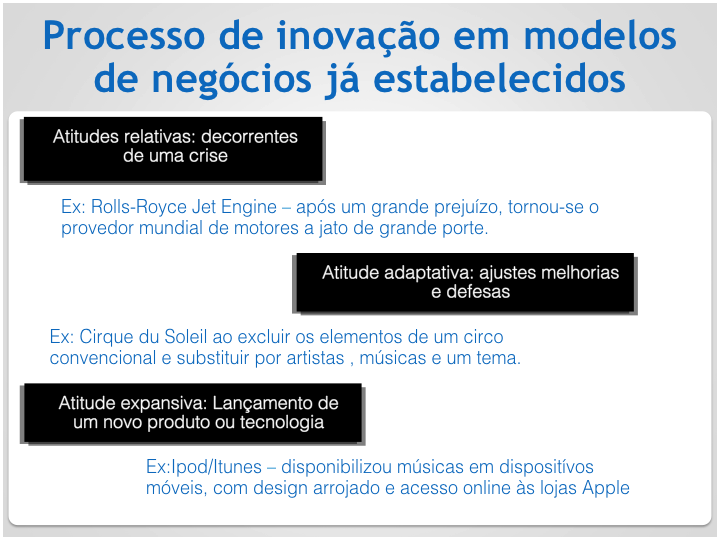 Processo de inovação em modelos
de negócios já estabelecidos
Atitudes relativas: decorrentes
de uma crise
Ex: Rolls-Royce Jet Engine – após um grande prejuízo, tornou-se o
provedor mundial de motores a jato de grande porte.
Atitude adaptativa: ajustes melhorias
e defesas
Ex: Cirque du Soleil ao excluir os elementos de um circo
convencional e substituir por artistas , músicas e um tema.
Atitude expansiva: Lançamento de
um novo produto ou tecnologia
Ex:Ipod/Itunes – disponibilizou músicas em dispositívos
móveis, com design arrojado e acesso online às lojas Apple